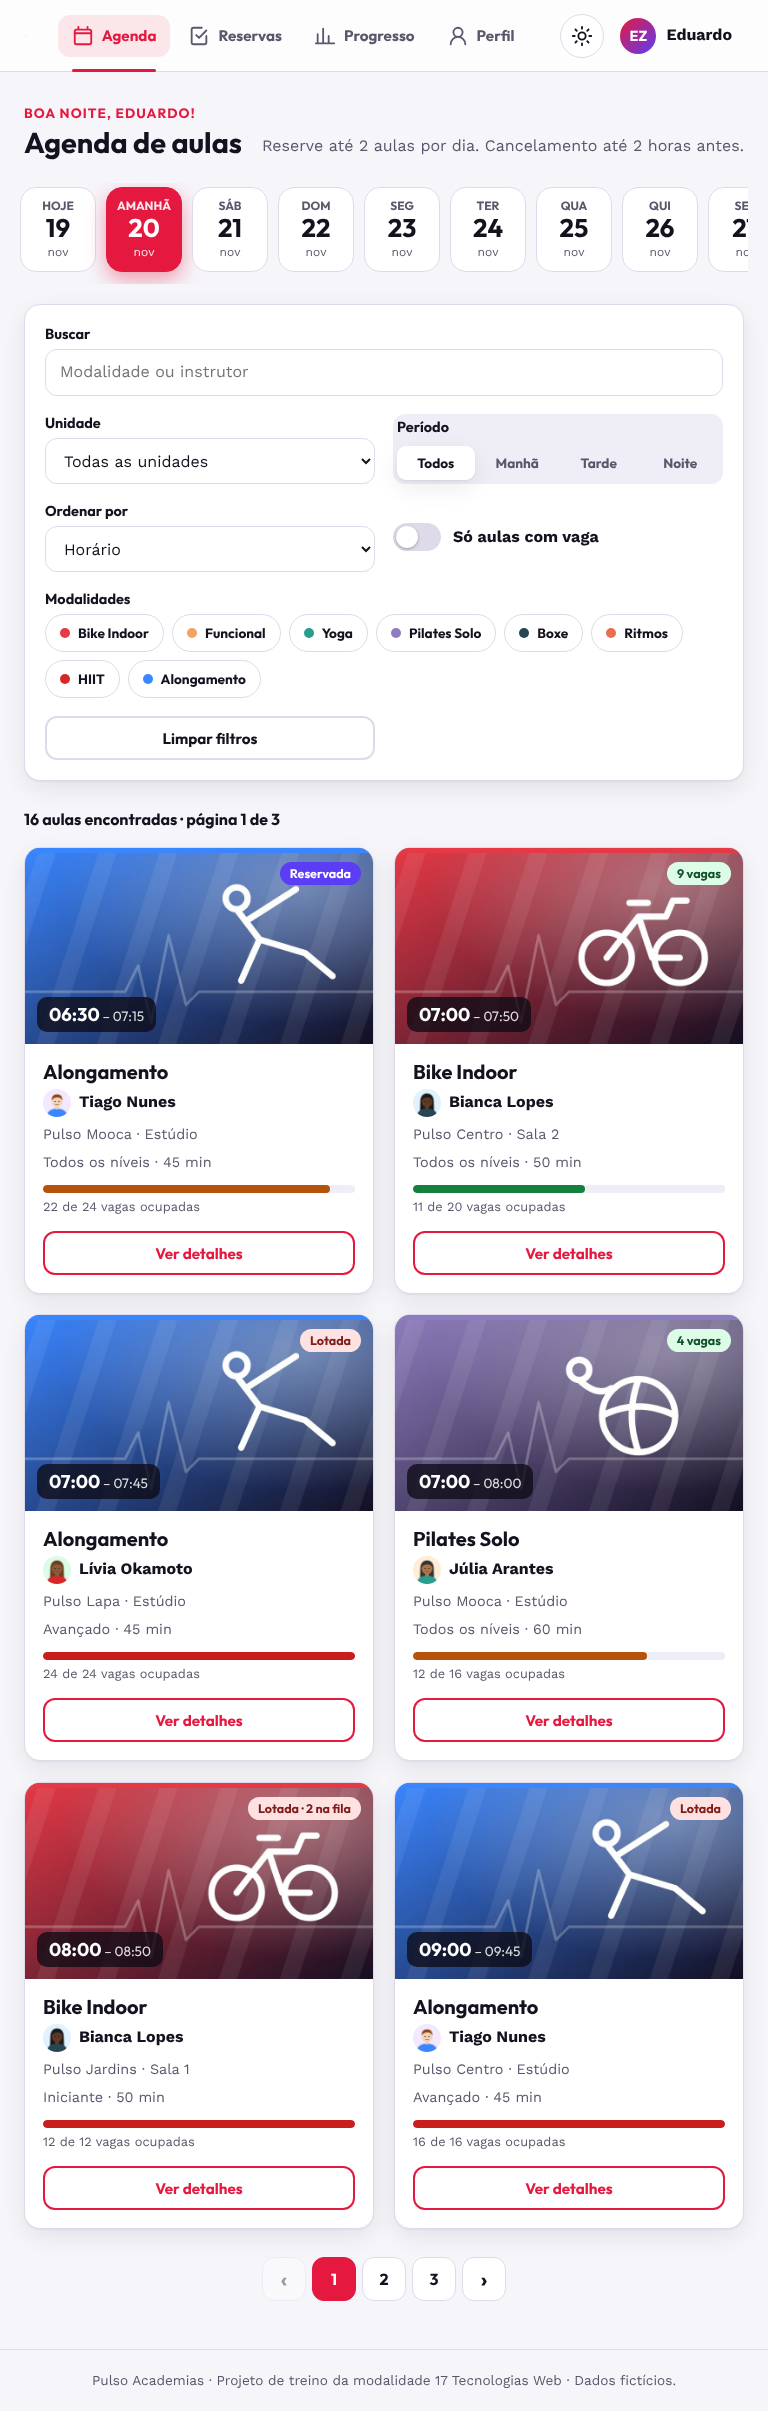 Agenda
Reservas
Progresso
Perfil
EZ
Eduardo
BOA NOITE, EDUARDO!
Agenda de aulas
Reserve até 2 aulas por dia. Cancelamento até 2 horas antes.
HOJE
19
nov
AMANHÃ
20
nov
SÁB
21
nov
DOM
22
nov
SEG
23
nov
TER
24
nov
QUA
25
nov
QUI
26
nov
Buscar
Modalidade ou instrutor
Unidade
Todas as unidades
Período
Todos
Manhã
Tarde
Noite
Ordenar por
Horário
Só aulas com vaga
Modalidades
Bike Indoor
Funcional
Yoga
Pilates Solo
Boxe
Ritmos
HIIT
Alongamento
Limpar filtros
16 aulas encontradas · página 1 de 3
Reservada
06:30 – 07:15
Alongamento
Tiago Nunes
Pulso Mooca · Estúdio
Todos os níveis · 45 min
22 de 24 vagas ocupadas
Ver detalhes
9 vagas
07:00 – 07:50
Bike Indoor
Bianca Lopes
Pulso Centro · Sala 2
Todos os níveis · 50 min
11 de 20 vagas ocupadas
Ver detalhes
Lotada
07:00 – 07:45
Alongamento
Lívia Okamoto
Pulso Lapa · Estúdio
Avançado · 45 min
24 de 24 vagas ocupadas
Ver detalhes
4 vagas
07:00 – 08:00
Pilates Solo
Júlia Arantes
Pulso Mooca · Estúdio
Todos os níveis · 60 min
12 de 16 vagas ocupadas
Ver detalhes
Lotada · 2 na fila
08:00 – 08:50
Bike Indoor
Bianca Lopes
Pulso Jardins · Sala 1
Iniciante · 50 min
12 de 12 vagas ocupadas
Ver detalhes
Lotada
09:00 – 09:45
Alongamento
Tiago Nunes
Pulso Centro · Estúdio
Avançado · 45 min
16 de 16 vagas ocupadas
Ver detalhes
‹ 1 2 3 ›
Pulso Academias · Projeto de treino da modalidade 17 Tecnologias Web · Dados fictícios.